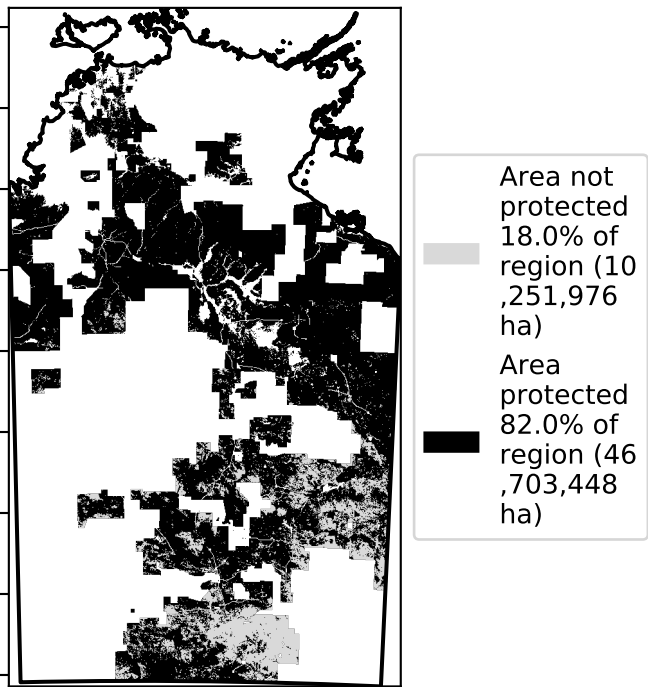 Area not
protected
18.0% of
region (10
,251,976
ha)
Area
protected
82.0% of
region (46
,703,448
ha)